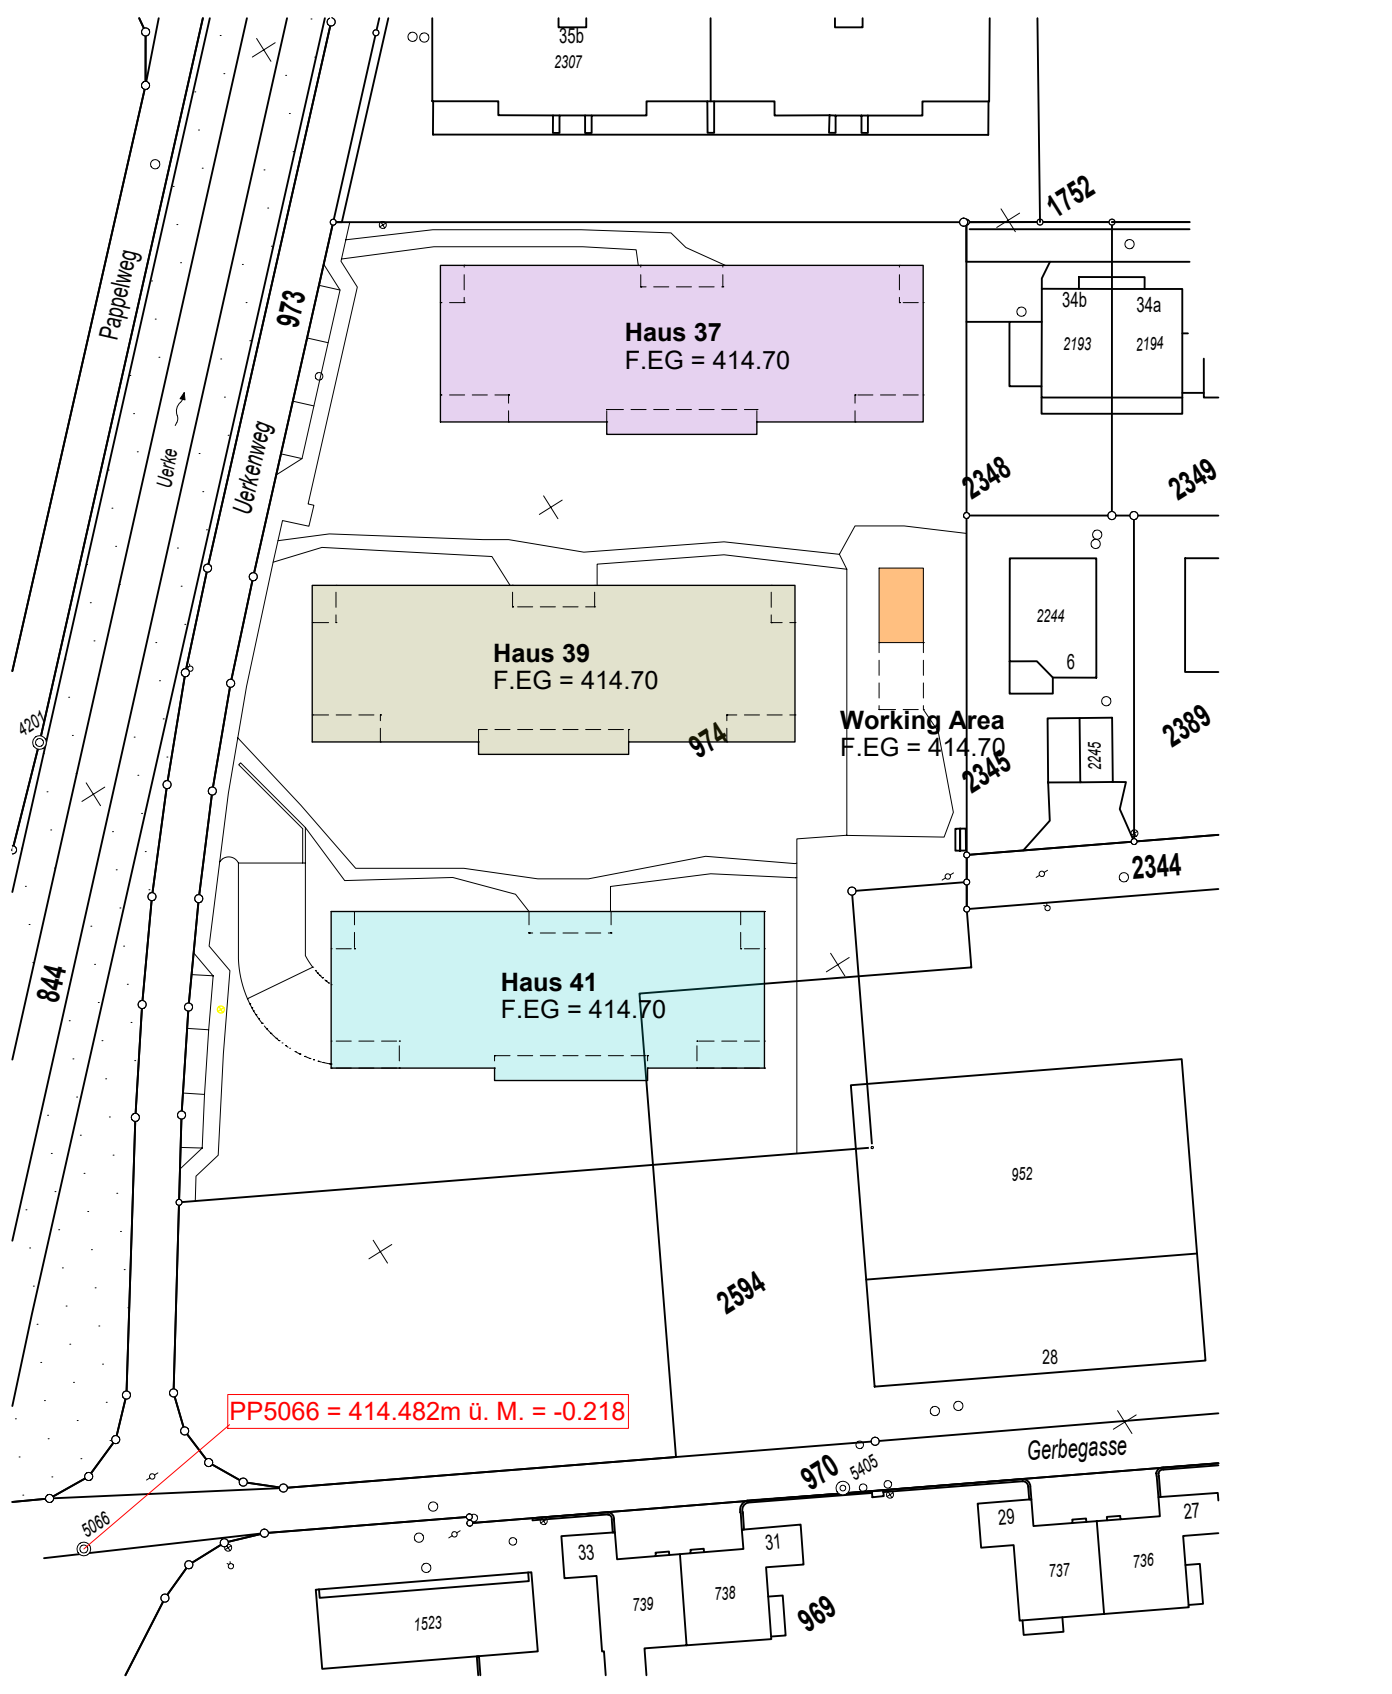 35b
2307
1752
Pappelweg
973
34b
34a
2193
2194
Haus 37
F.EG = 414.70
Uerke
Uerkenweg
2348
2349
2244
6
Haus 39
F.EG = 414.70
974
Working Area
F.EG = 414.70
4201
2345
2245
2389
2344
844
Haus 41
F.EG = 414.70
952
2594
28
PP5066 = 414.482m ü. M. = -0.218
Gerbegasse
970
5405
5066
33
31
29
27
739
738
737
736
1523
969